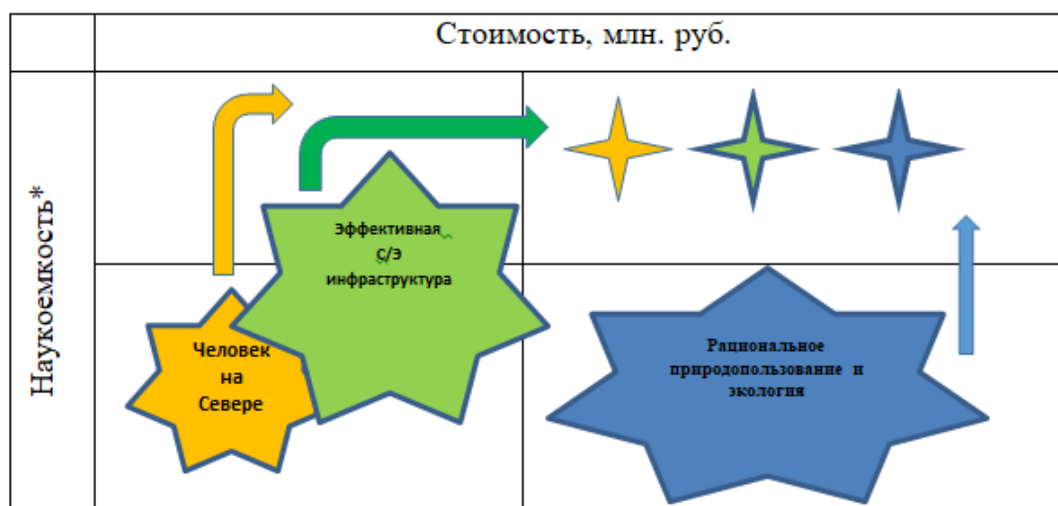 Стоимость, млн. руб.
Наукоемкость*
Эффективная
С/Э
инфраструктура
Человек
на
Севере
Рациональное
природопользование и
экология